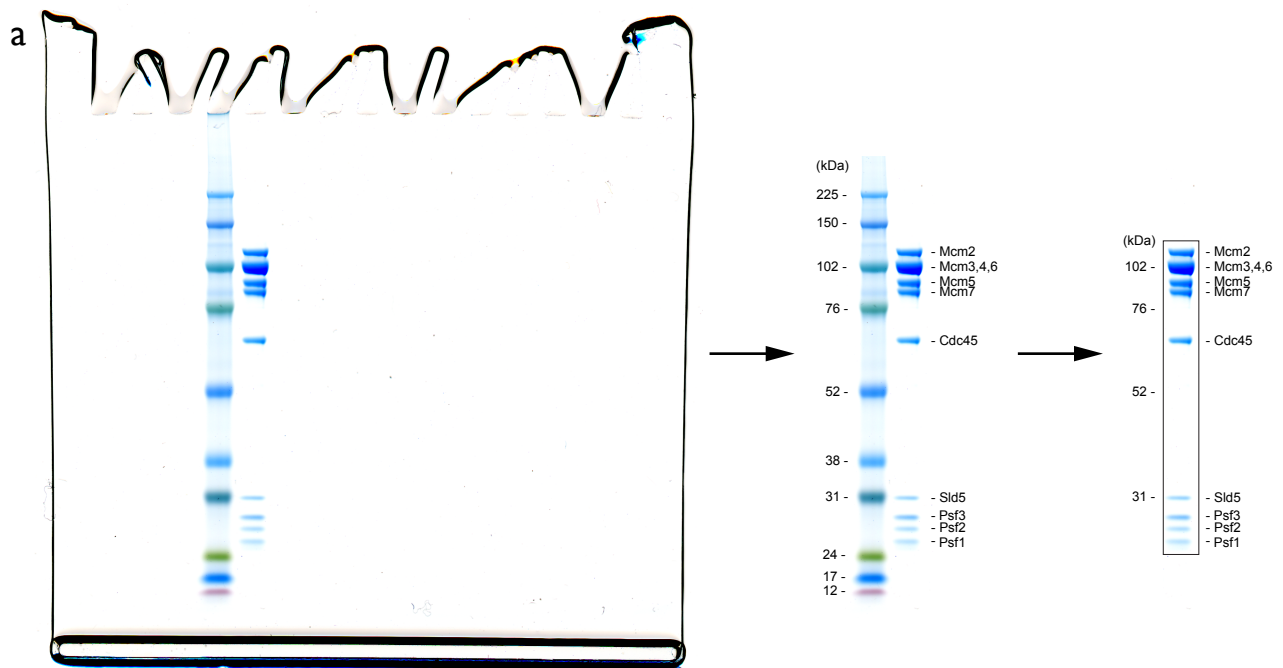 a
(kDa)
225 -
150 -
102 -
76 -
52 -
38 -
31 -
24 -
17 -
12 -
- Mcm2
- Mcm3,4,6
- Mcm5
- Mcm7
- Cdc45
- Sld5
- Psf3
- Psf2
- Psf1
(kDa)
102 -
76 -
52 -
31 -
- Mcm2
- Mcm3,4,6
- Mcm5
- Mcm7
- Cdc45
- Sld5
- Psf3
- Psf2
- Psf1